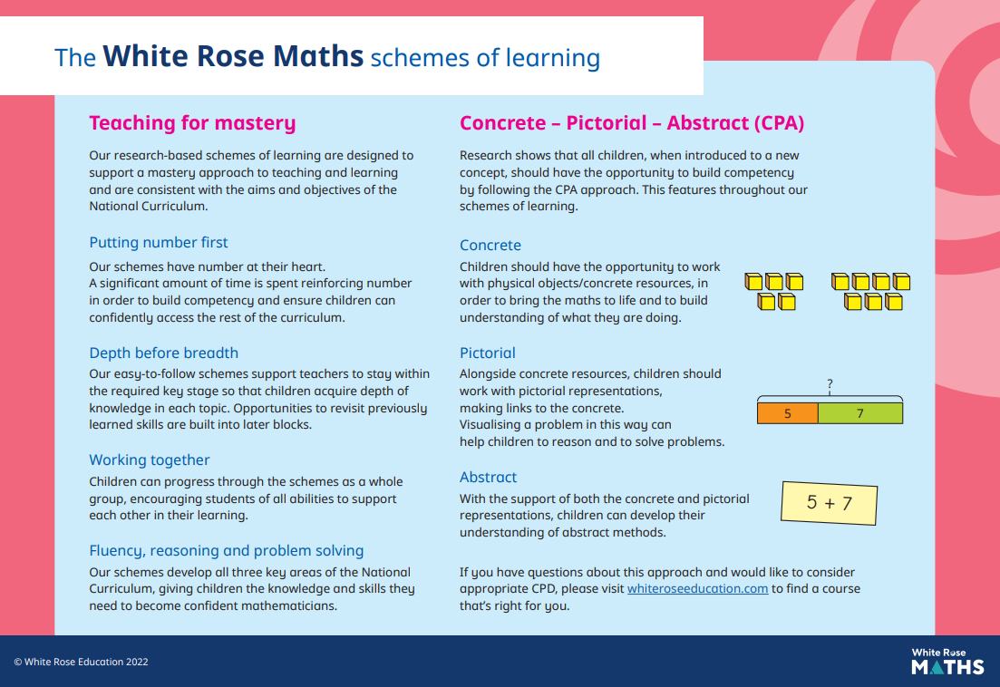 The White Rose Maths schemes of learning
Teaching for mastery
Our research-based schemes of learning are designed to
support a mastery approach to teaching and learning
and are consistent with the aims and objectives of the
National Curriculum.
Putting number first
Our schemes have number at their heart.
A significant amount of time is spent reinforcing number
in order to build competency and ensure children can
confidently access the rest of the curriculum.
Depth before breadth
Our easy-to-follow schemes support teachers to stay within
the required key stage so that children acquire depth of
knowledge in each topic. Opportunities to revisit previously
learned skills are built into later blocks.
Working together
Children can progress through the schemes as a whole
group, encouraging students of all abilities to support
each other in their learning.
Fluency, reasoning and problem solving
Our schemes develop all three key areas of the National
Curriculum, giving children the knowledge and skills they
need to become confident mathematicians.
Concrete – Pictorial – Abstract (CPA)
Research shows that all children, when introduced to a new
concept, should have the opportunity to build competency
by following the CPA approach. This features throughout our
schemes of learning.
Concrete
Children should have the opportunity to work
with physical objects/concrete resources, in
order to bring the maths to life and to build
understanding of what they are doing.
Pictorial
Alongside concrete resources, children should
work with pictorial representations,
making links to the concrete.
Visualising a problem in this way can
help children to reason and to solve problems.
?
5 7
Abstract
With the support of both the concrete and pictorial
representations, children can develop their
understanding of abstract methods.
5 + 7
If you have questions about this approach and would like to consider
appropriate CPD, please visit whiteroseeducation.com to find a course
that's right for you.
© White Rose Education 2022
White Rose
MATHS